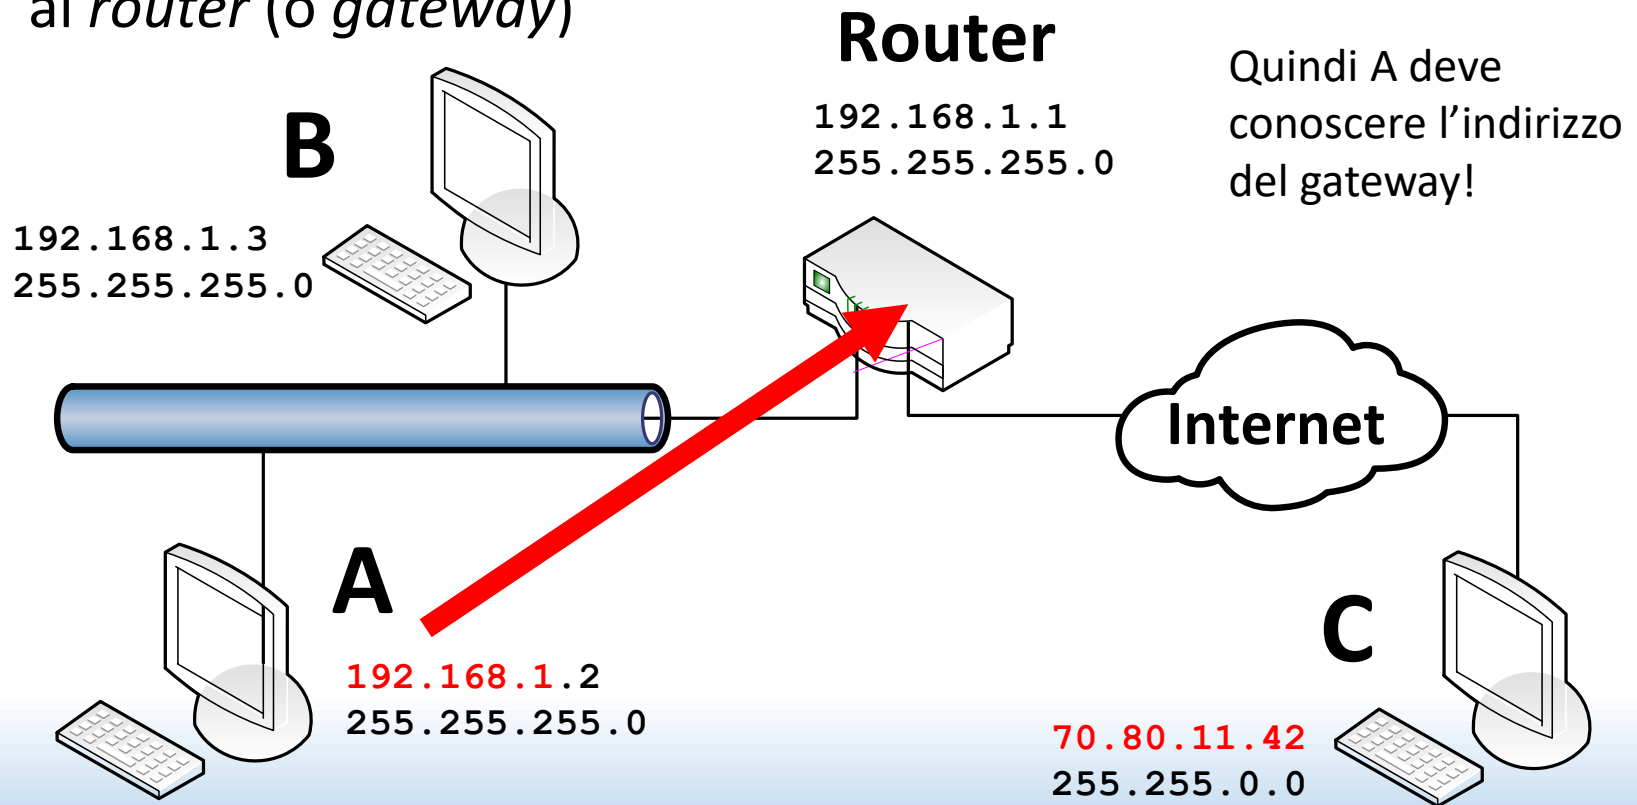 al router (o gateway)
Router
192.168.1.1
255.255.255.0
Quindi A deve
conoscere l'indirizzo
del gateway!
B
192.168.1.3
255.255.255.0
Internet
A
192.168.1.2
255.255.255.0
C
70.80.11.42
255.255.0.0